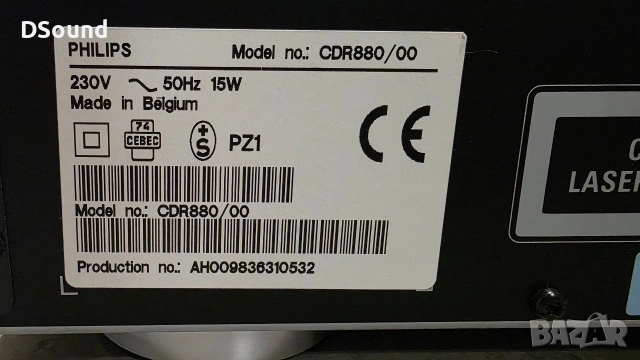 DSound
PHILIPS Model no.: CDR880/00
230V ~ 50Hz 15W
Made in Belgium
74
CEBEC
+
S
PZ1
CE
Model no.: CDR880/00
Production no.: AH009836310532
LASER
BAZAR